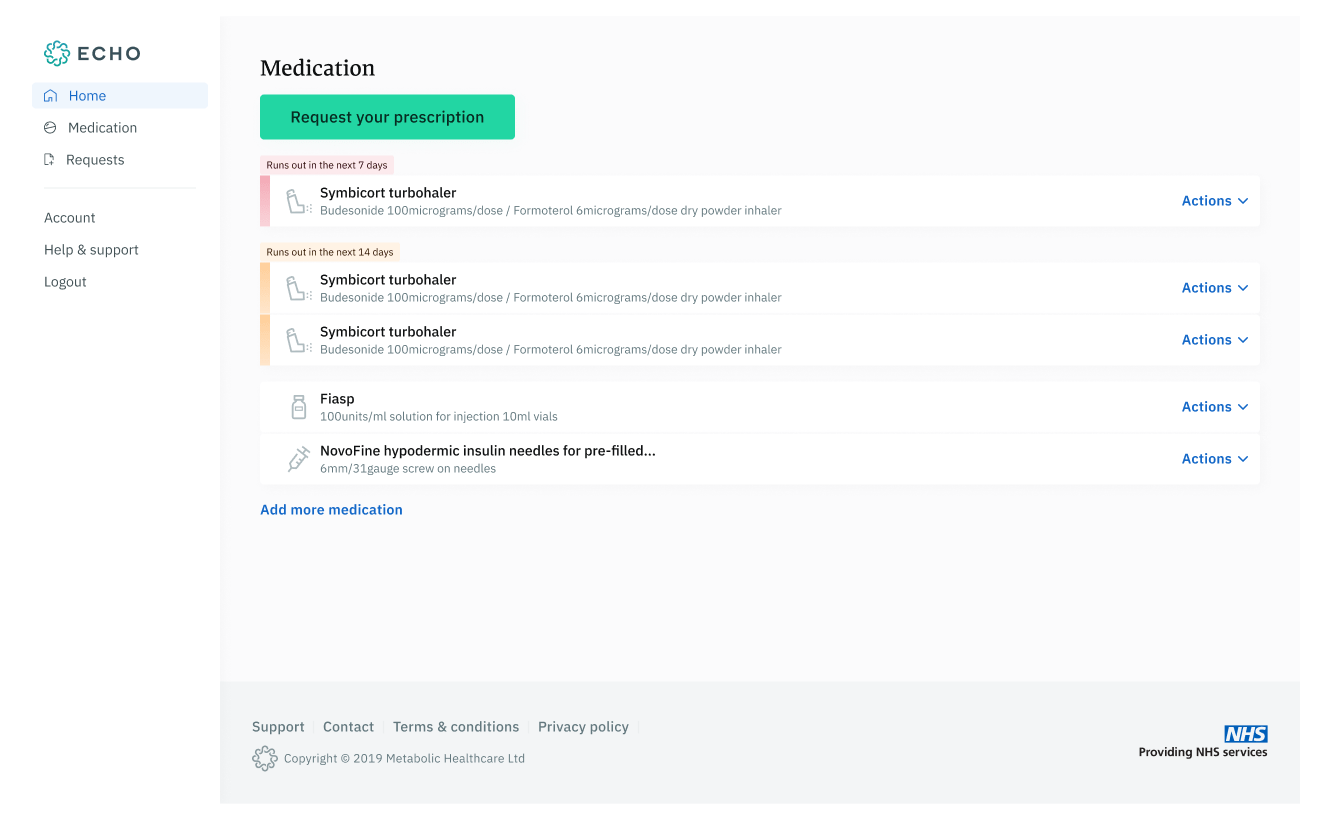 ECHO
Home
Medication
Requests
Account
Help & support
Logout
Medication
Request your prescription
Runs out in the next 7 days
Symbicort turbohaler
Budesonide 100micrograms/dose / Formoterol 6micrograms/dose dry powder inhaler
Actions
Runs out in the next 14 days
Symbicort turbohaler
Budesonide 100micrograms/dose / Formoterol 6micrograms/dose dry powder inhaler
Actions
Symbicort turbohaler
Budesonide 100micrograms/dose / Formoterol 6micrograms/dose dry powder inhaler
Actions
Fiasp
100units/ml solution for injection 10ml vials
Actions
NovoFine hypodermic insulin needles for pre-filled...
6mm/31gauge screw on needles
Actions
Add more medication
Support Contact Terms & conditions Privacy policy
Copyright © 2019 Metabolic Healthcare Ltd
NHS
Providing NHS services